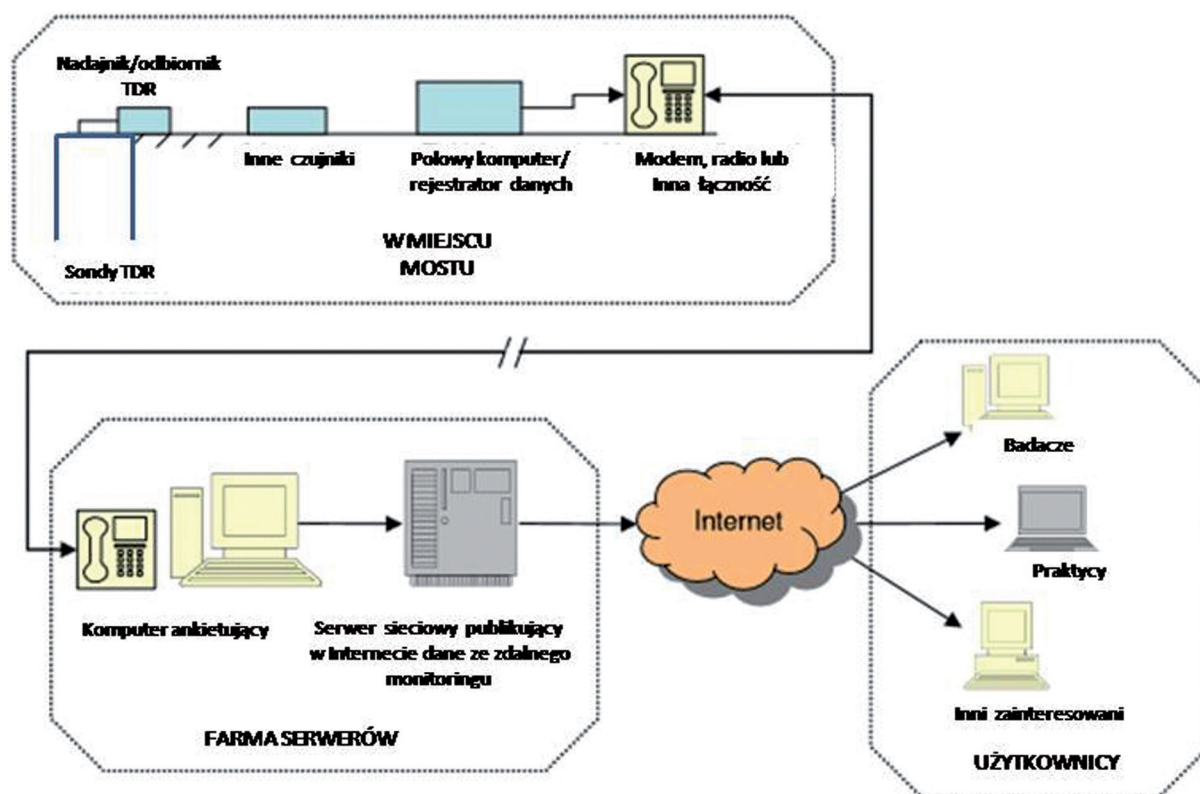 Nadajnik/odbiornik
TDR
Inne czujniki
Polowy komputer/
rejestrator danych
Modem, radio lub
Inna łączność
Sondy TDR
W MIEJSCU
MOSTU
Komputer ankietujący
Serwer sieciowy publikujący
w Internecie dane ze zdalnego
monitoringu
FARMA SERWERÓW
Internet
Badacze
Praktycy
Inni zainteresowani
UŻYTKOWNICY